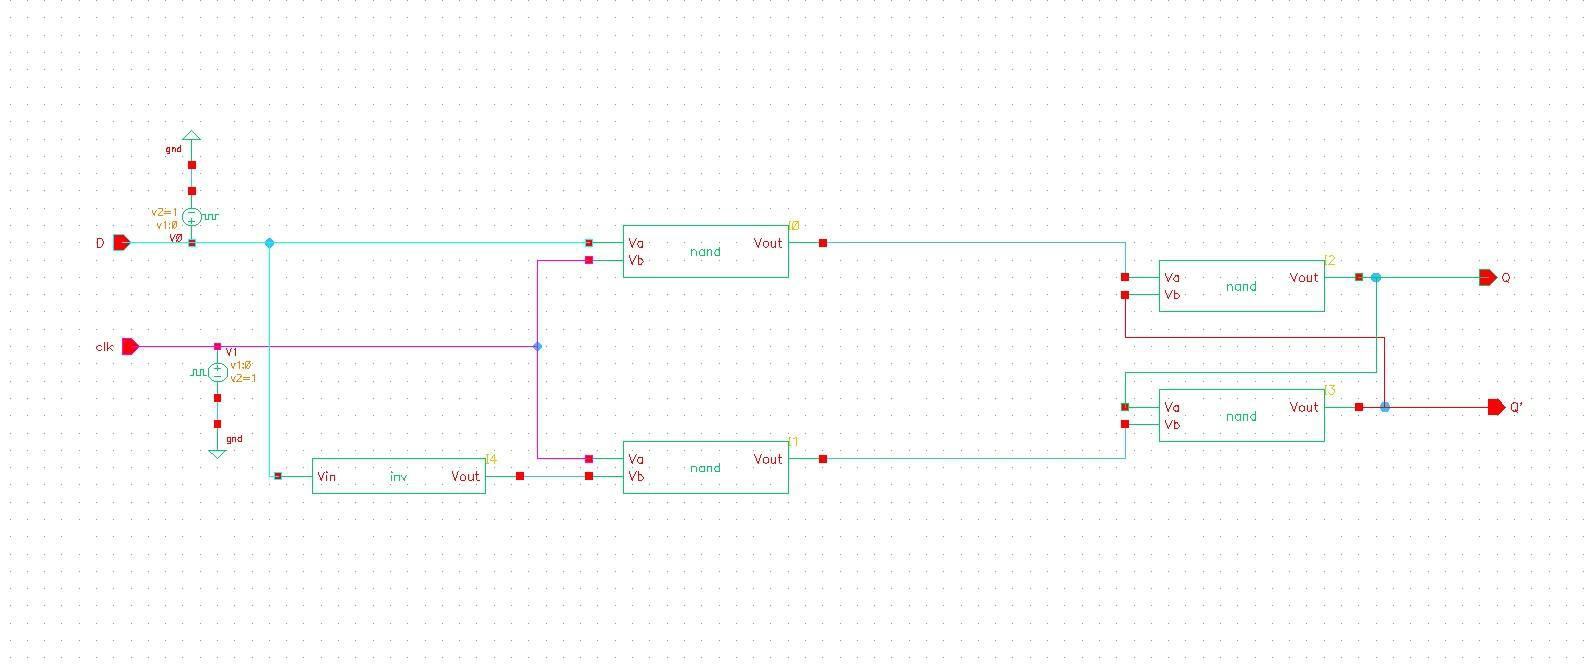 gnd
v2=1
v1:0
V0
D
I0
Va
Vout
nand
Vb
I2
Va
Vout
Q
nand
Vb
clk
V1
v1:0
v2=1
I3
Va
Vout
Q'
nand
Vb
gnd
I1
Va
Vout
nand
Vb
I4
Vin
inv
Vout